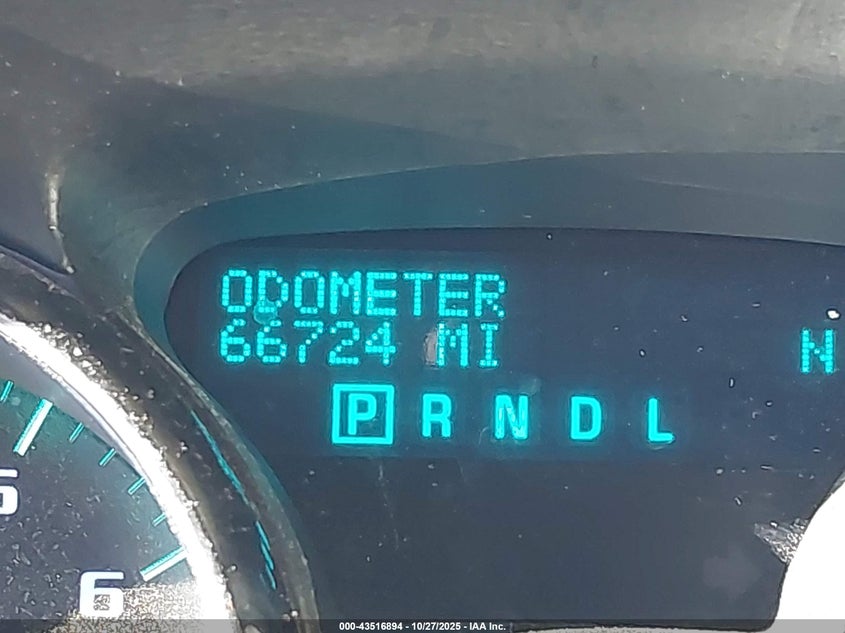 ODOMETER
66724 MI
N
P R N D L
5
6
000-43516894 - 10/27/2025 - IAA Inc.